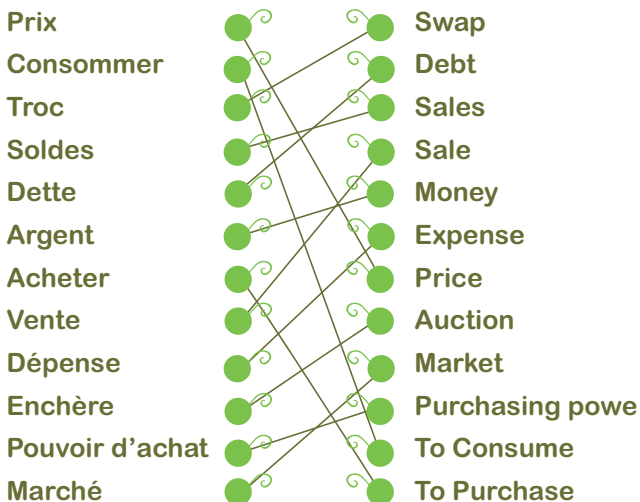 Prix Swap
Consommer Debt
Troc Sales
Soldes Sale
Dette Money
Argent Expense
Acheter Price
Vente Auction
Dépense Market
Enchère Purchasing powe
Pouvoir d’achat To Consume
Marché To Purchase